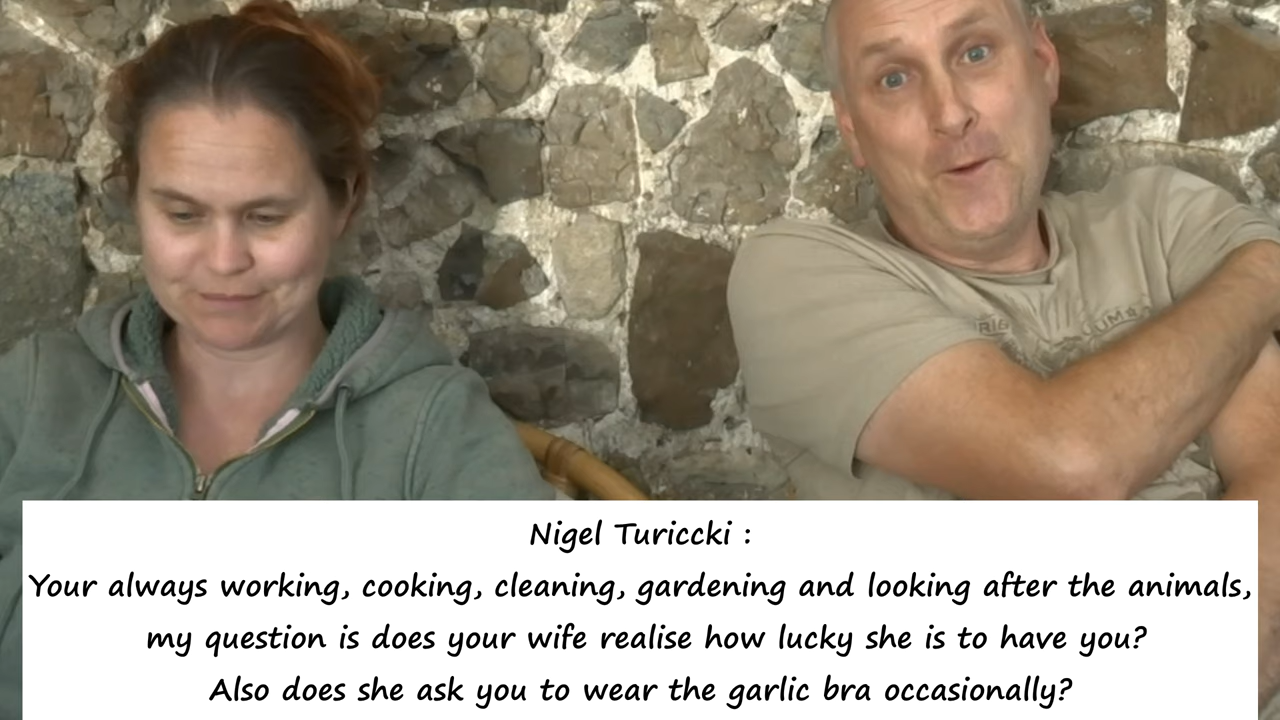 Nigel Turiccki :
Your always working, cooking, cleaning, gardening and looking after the animals,
my question is does your wife realise how lucky she is to have you?
Also does she ask you to wear the garlic bra occasionally?